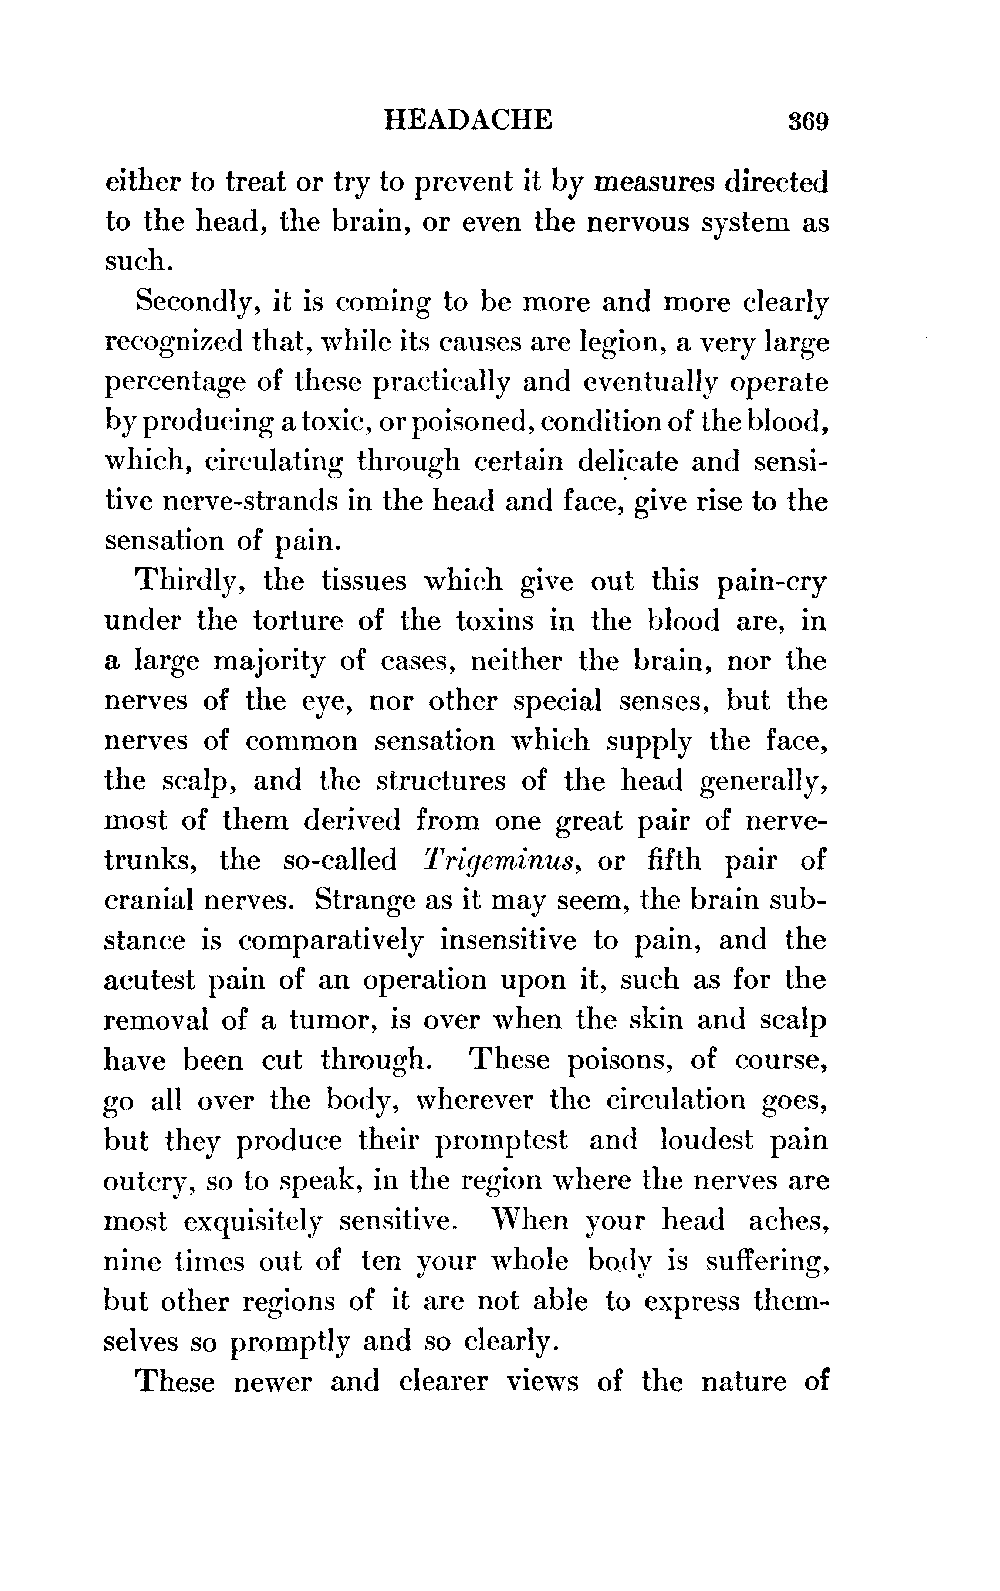 HEADACHE 369
either to treat or try to prevent it by measures directed
to the head, the brain, or even the nervous system as
such.
Secondly, it is coming to be more and more clearly
recognized that, while its causes are legion, a very large
percentage of these practically and eventually operate
by producing a toxic, or poisoned, condition of the blood,
which, circulating through certain delicate and sensi-
tive nerve-strands in the head and face, give rise to the
sensation of pain.
Thirdly, the tissues which give out this pain-cry
under the torture of the toxins in the blood are, in
a large majority of cases, neither the brain, nor the
nerves of the eye, nor other special senses, but the
nerves of common sensation which supply the face,
the scalp, and the structures of the head generally,
most of them derived from one great pair of nerve-
trunks, the so-called Trigeminus, or fifth pair of
cranial nerves. Strange as it may seem, the brain sub-
stance is comparatively insensitive to pain, and the
acutest pain of an operation upon it, such as for the
removal of a tumor, is over when the skin and scalp
have been cut through. These poisons, of course,
go all over the body, wherever the circulation goes,
but they produce their promptest and loudest pain
outcry, so to speak, in the region where the nerves are
most exquisitely sensitive. When your head aches,
nine times out of ten your whole body is suffering,
but other regions of it are not able to express them-
selves so promptly and so clearly.
These newer and clearer views of the nature of